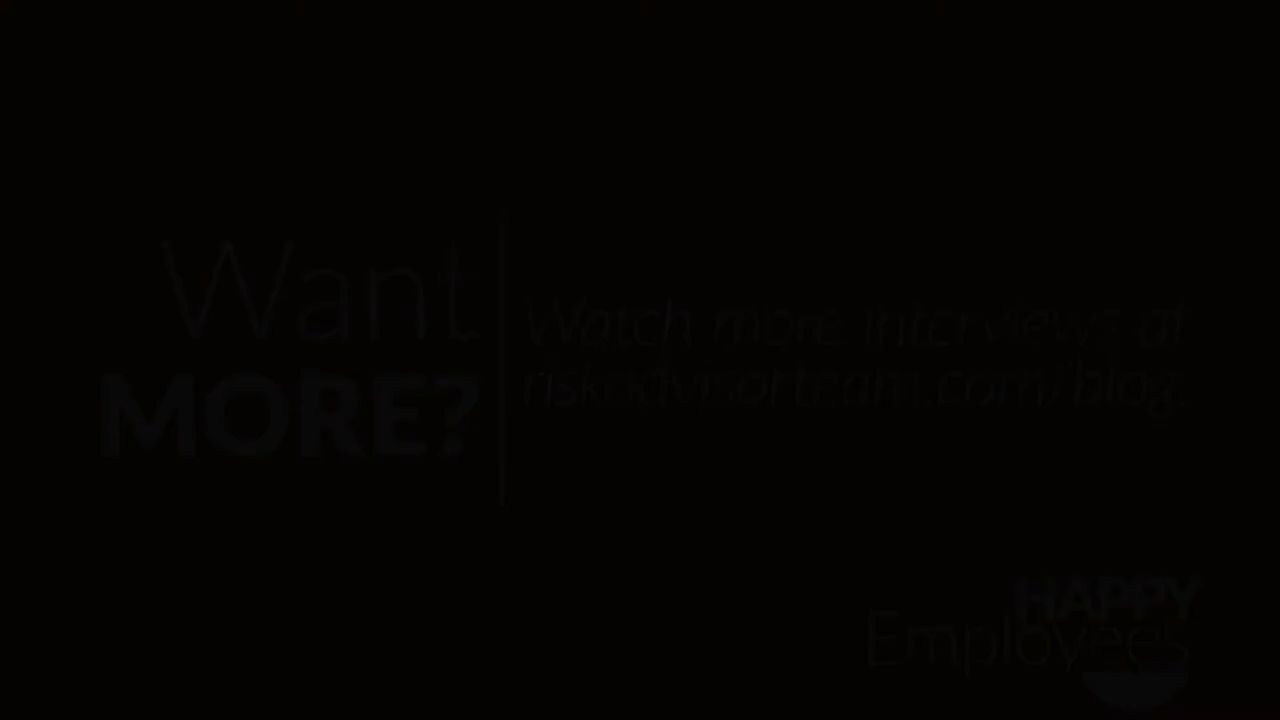 Want
MORE?
Watch more interviews at
riskadvisorteam.com/blog.
HAPPY
Employees